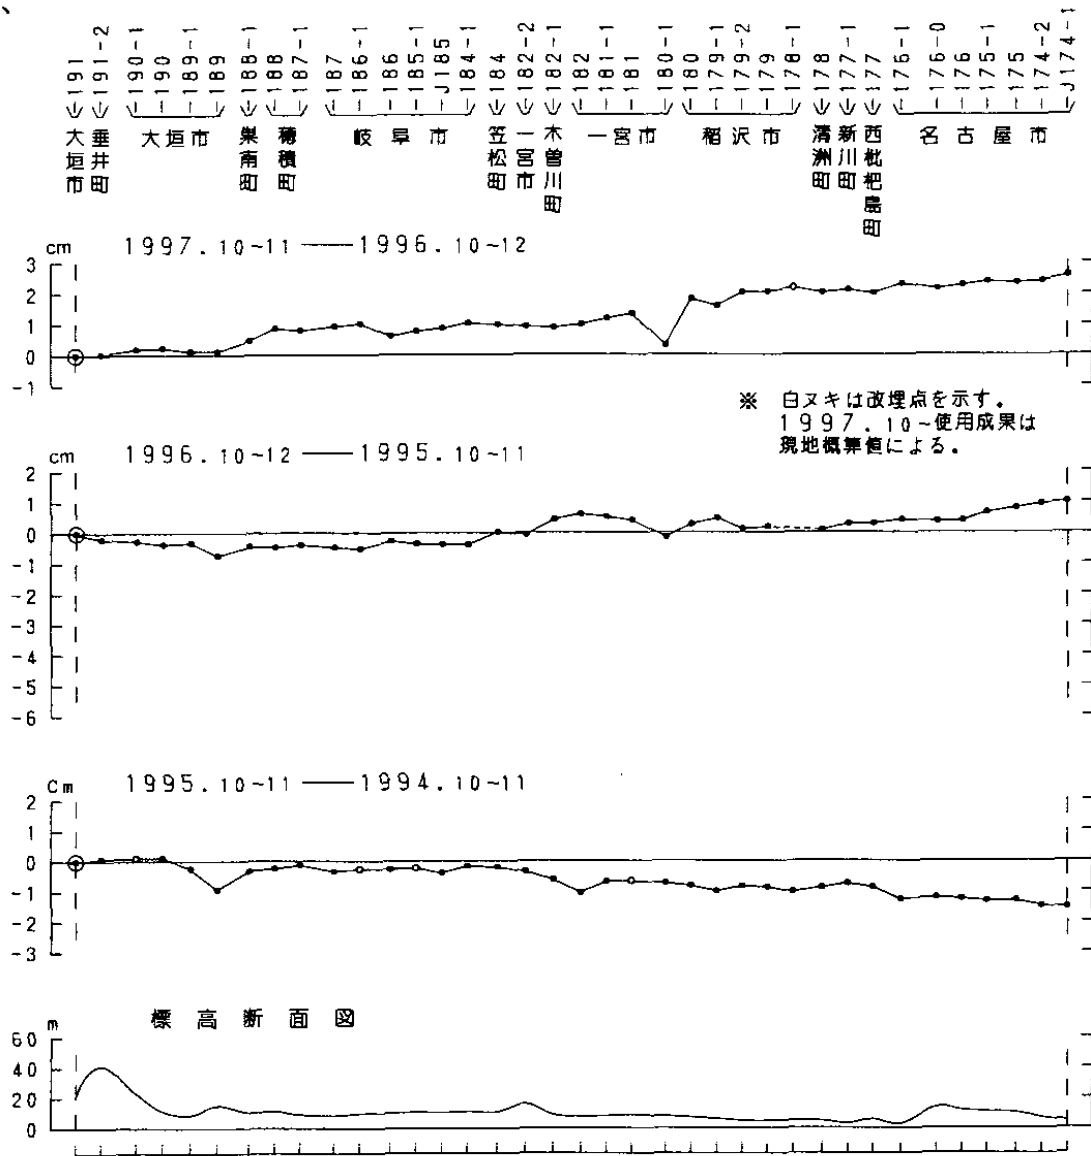 、
191
191-2
190-1
190
189-1
189
188-1
188
187-1
187
186-1
186
185-1
J185
184-1
184
182-2
182-1
182
181-1
181
180-1
180
179-1
179-2
179
178-1
178
177-1
177
176-1
176-0
176
175-1
175
174-2
J174-1
大垣市
垂井町
大垣市
巣南町
穂積町
岐阜市
笠松町
一宮市
木曽川町
一宮市
稲沢市
清洲町
新川町
西枇杷島町
名古屋市
cm 1997.10~11 ―― 1996.10~12
3
2
1
0
-1
※ 白ヌキは改埋点を示す。
1997.10~使用成果は
現地概算値による。
cm 1996.10~12 ―― 1995.10~11
2
1
0
-1
-2
-3
-4
-5
-6
Cm 1995.10~11 ―― 1994.10~11
2
1
0
-1
-2
-3
m 標高断面図
60
40
20
0